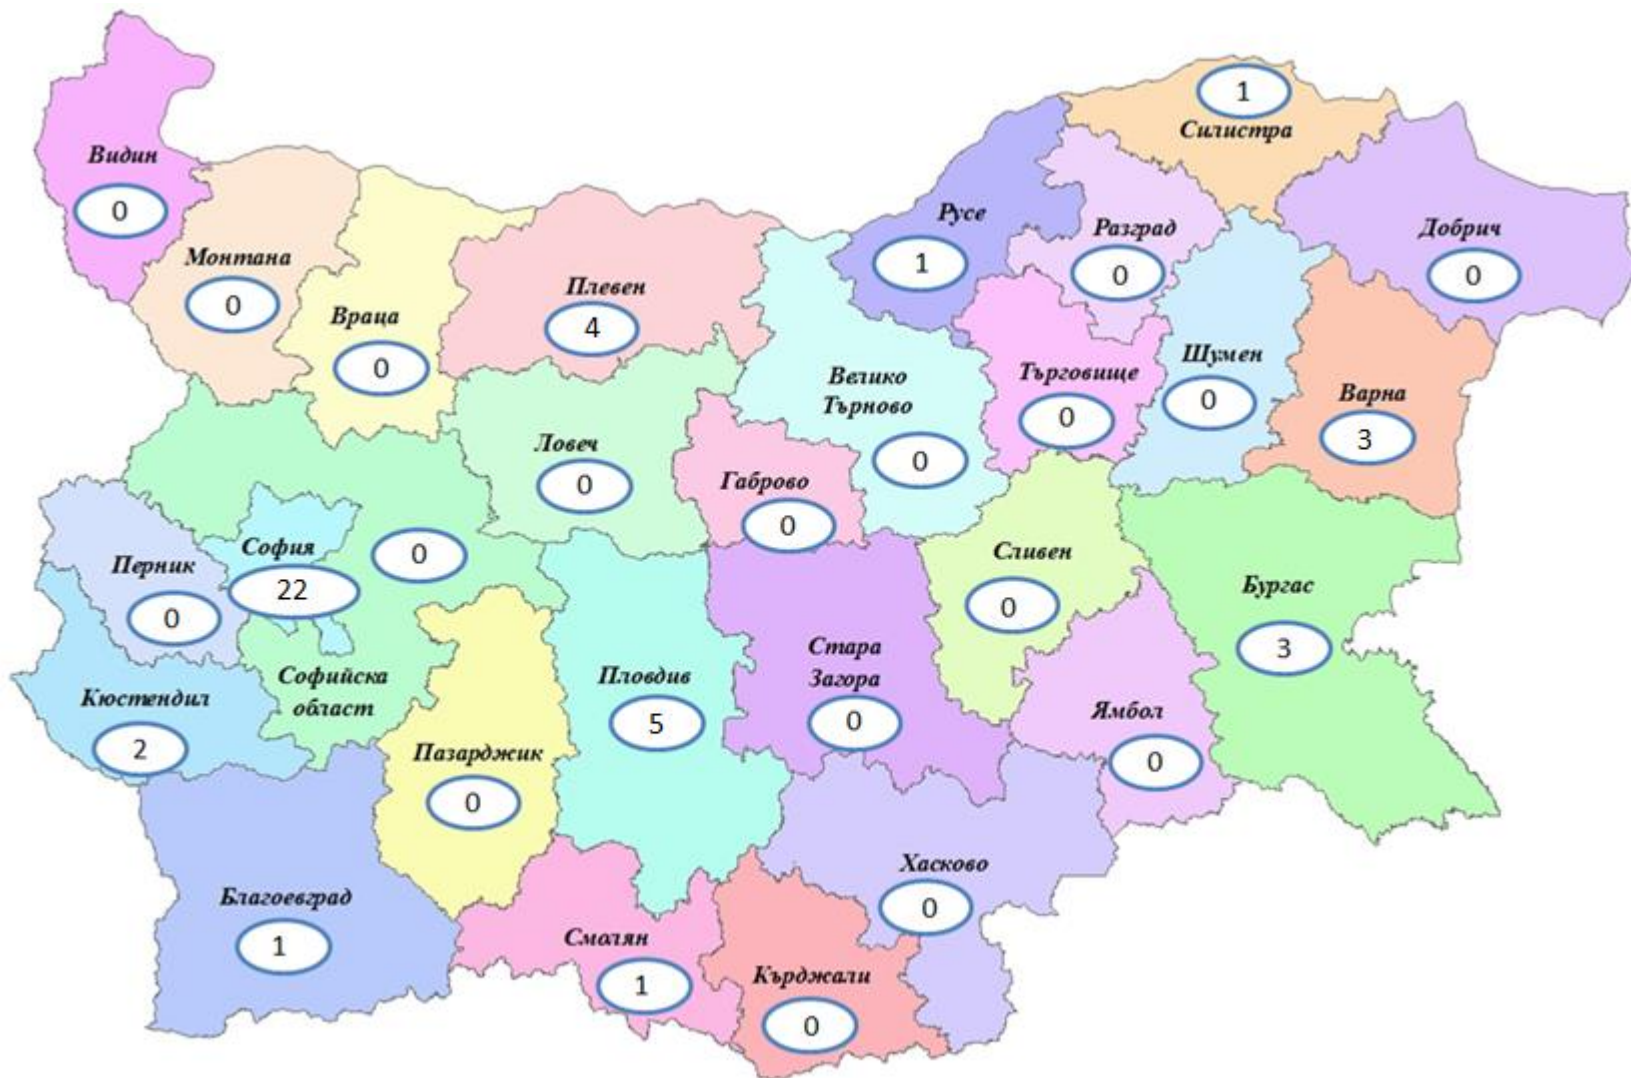 1
Силистра
Видин
0
Русе
1
Разград
0
Добрич
0
Монтана
0
Враца
0
Плевен
4
Велико
Търново
0
Търговище
0
Шумен
0
Варна
3
Ловеч
0
Габрово
0
София
22
0
Перник
0
Сливен
0
Бургас
3
Кюстендил
2
Софийска
област
Пловдив
5
Стара
Загора
0
Ямбол
0
Пазарджик
0
Хасково
0
Благоевград
1
Смолян
1
Кърджали
0